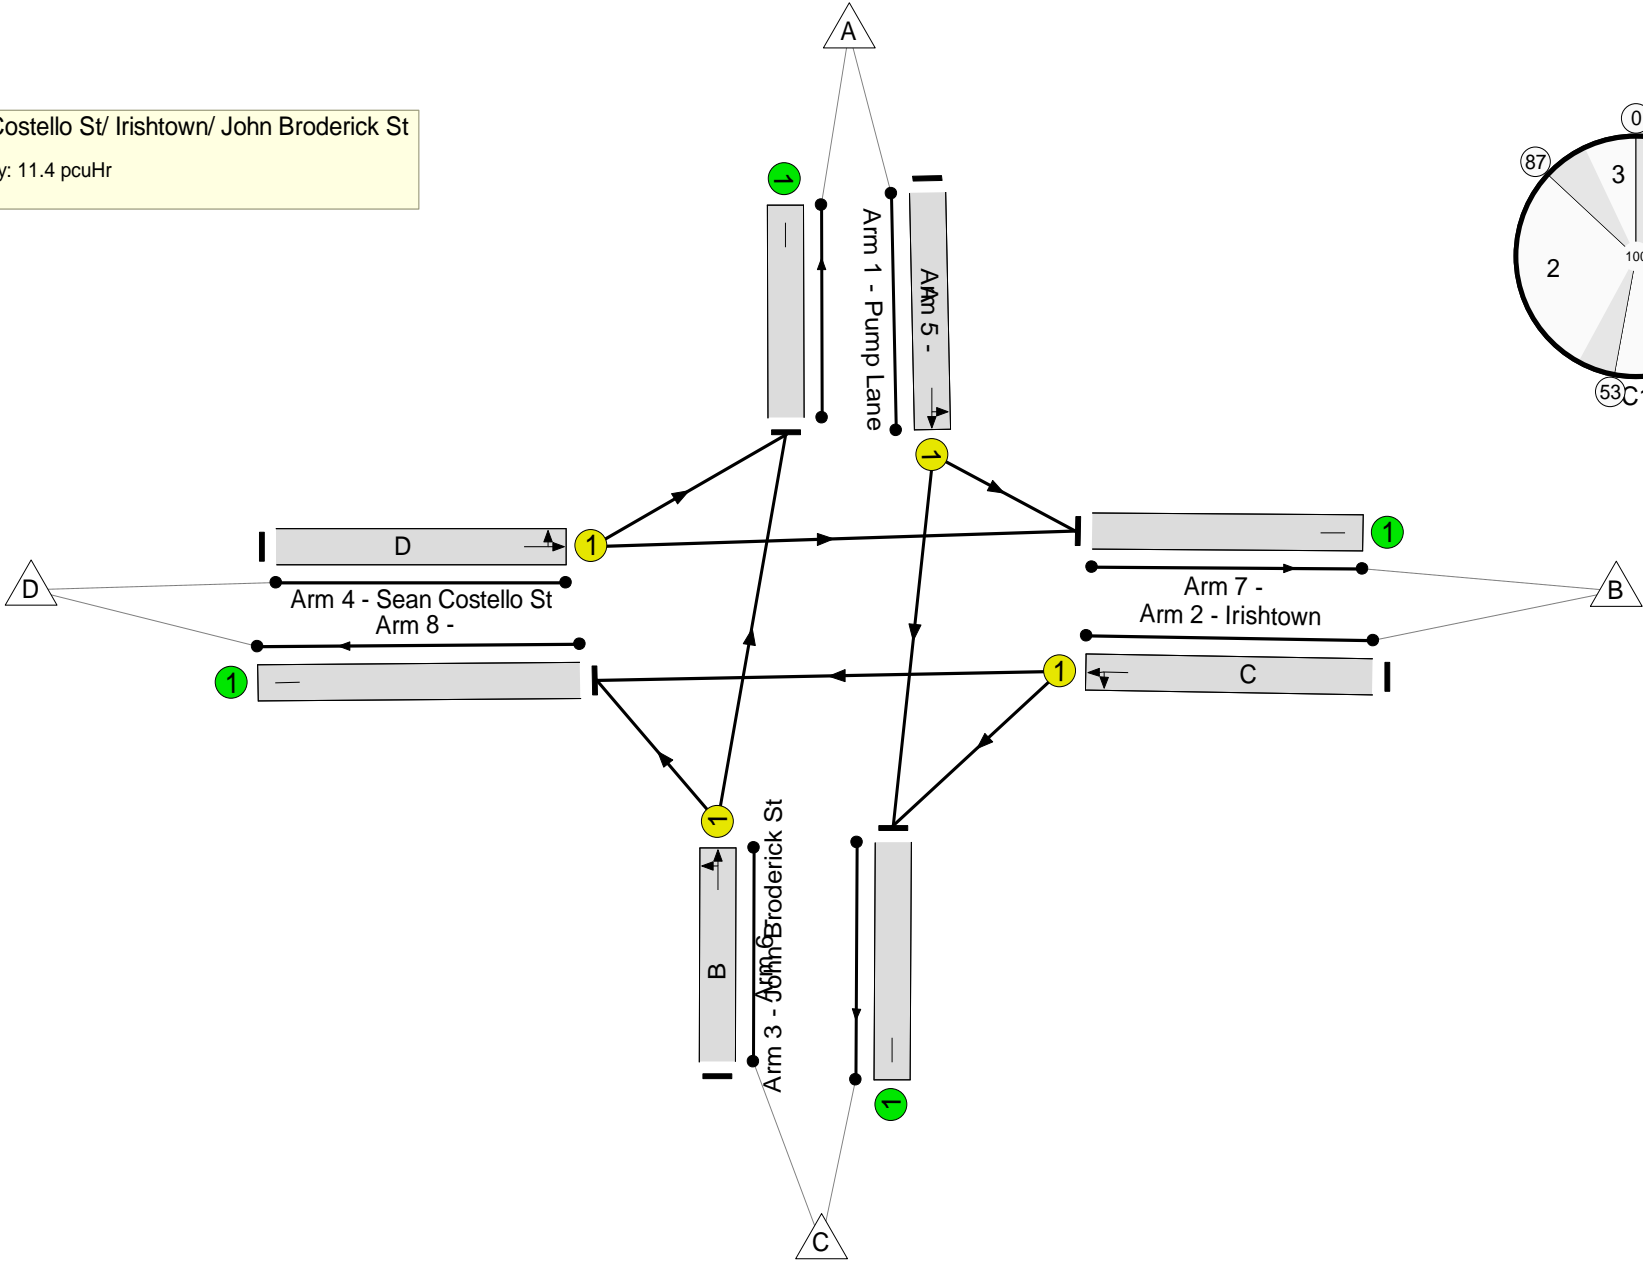 A
Costello St/ Irishtown/ John Broderick St
y: 11.4 pcuHr
0
87
3
2
100
53
C1
1
Arm 1 - Pump Lane
A
Arm 5 -
1
D
1
1
D
Arm 4 - Sean Costello St
Arm 8 -
1
Arm 7 -
Arm 2 - Irishtown
B
1
C
1
B
Arm 6 -
Arm 3 - John Broderick St
1
C